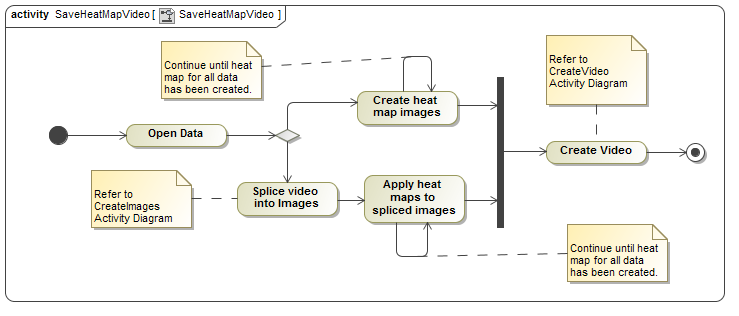 activity SaveHeatMapVideo [ SaveHeatMapVideo ]
Continue until heat
map for all data
has been created.
Refer to
CreateVideo
Activity Diagram
Create heat
map images
Open Data
Create Video
Refer to
CreateImages
Activity Diagram
Splice video
into Images
Apply heat
maps to
spliced images
Continue until heat
map for all data
has been created.